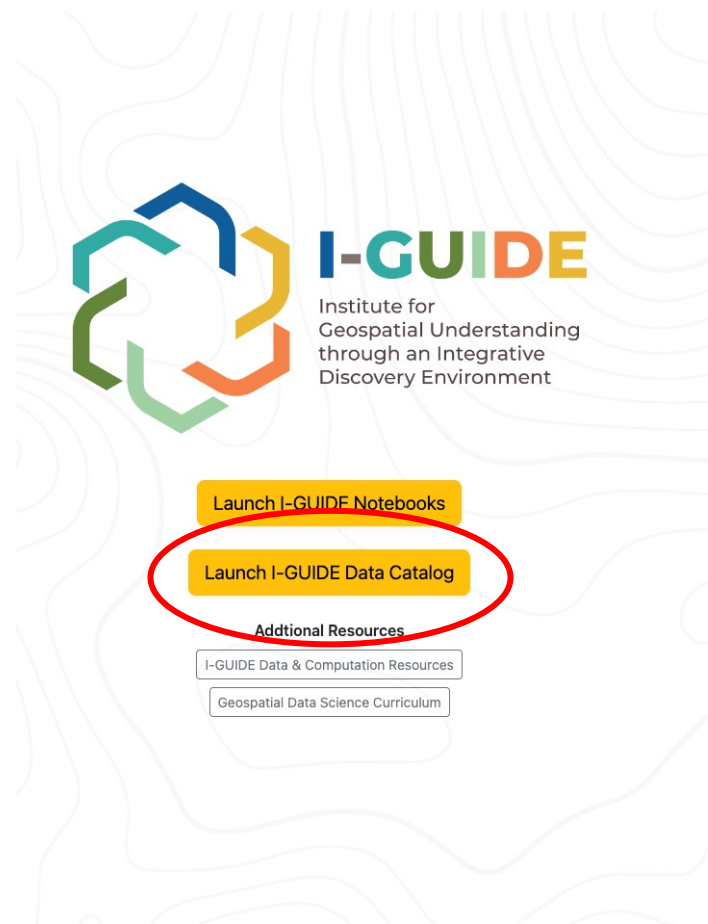 I-GUIDE
Institute for
Geospatial Understanding
through an Integrative
Discovery Environment
Launch I-GUIDE Notebooks
Launch I-GUIDE Data Catalog
Addtional Resources
I-GUIDE Data & Computation Resources
Geospatial Data Science Curriculum